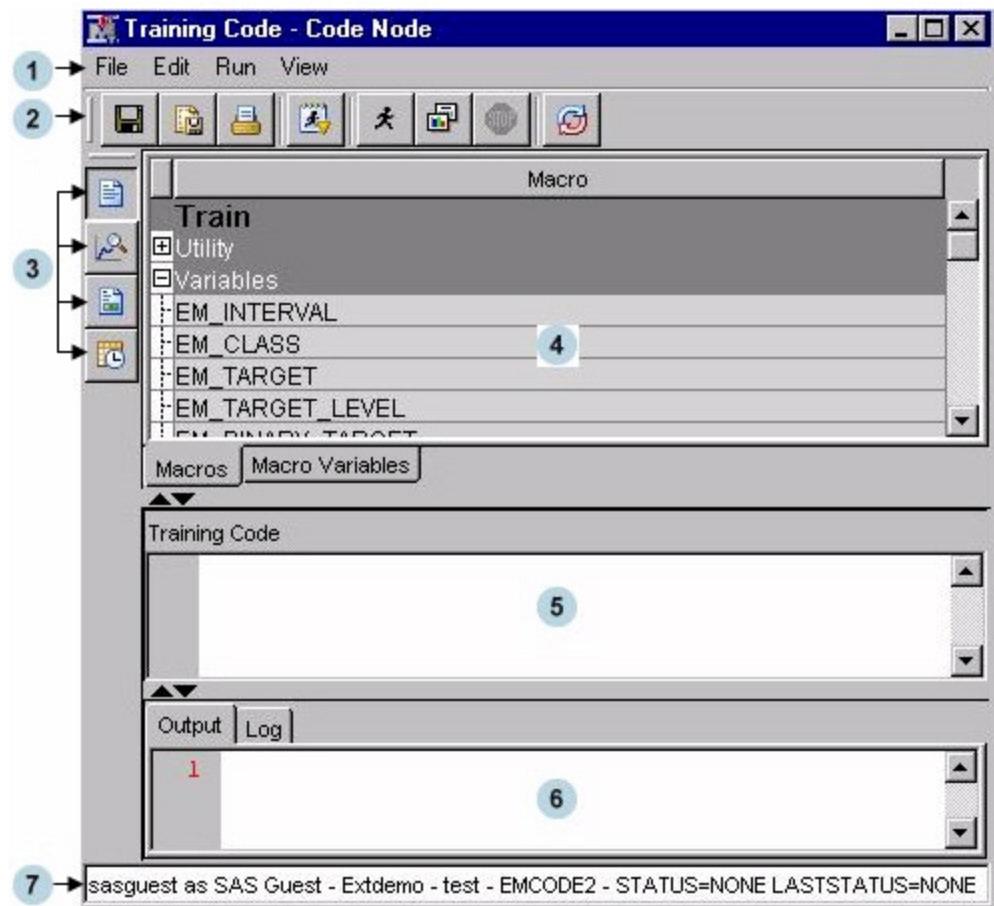 Training Code - Code Node
1
File Edit Run View
2
3
Macro
Train
Utility
Variables
EM_INTERVAL
EM_CLASS
4
EM_TARGET
EM_TARGET_LEVEL
EM_BINARY_TARGET
Macros Macro Variables
Training Code
5
Output Log
1
6
7
sasguest as SAS Guest - Extdemo - test - EMCODE2 - STATUS=NONE LASTSTATUS=NONE